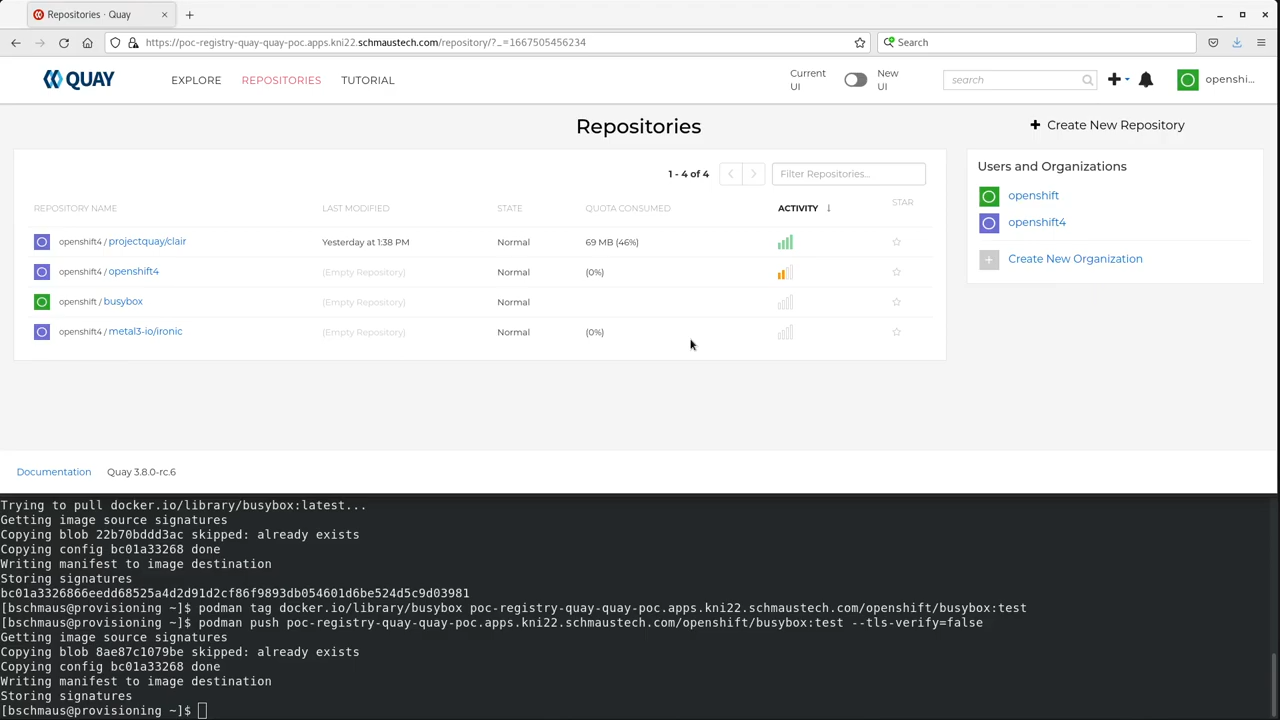 Repositories · Quay
https://poc-registry-quay-quay-poc.apps.kni22.schmaustech.com/repository/?_=1667505456234
Search
QUAY
EXPLORE
REPOSITORIES
TUTORIAL
Current UI
New UI
search
openshi...
Repositories
Create New Repository
1 - 4 of 4
Filter Repositories...
REPOSITORY NAME LAST MODIFIED STATE QUOTA CONSUMED ACTIVITY ↓ STAR
openshift4 / projectquay/clair Yesterday at 1:38 PM Normal 69 MB (46%)
openshift4 / openshift4 (Empty Repository) Normal (0%)
openshift / busybox (Empty Repository) Normal
openshift4 / metal3-io/ironic (Empty Repository) Normal (0%)
Users and Organizations
openshift
openshift4
Create New Organization
Documentation Quay 3.8.0-rc.6
Trying to pull docker.io/library/busybox:latest...
Getting image source signatures
Copying blob 22b70bddd3ac skipped: already exists
Copying config bc01a33268 done
Writing manifest to image destination
Storing signatures
bc01a3326866eedd68525a4d2d91d2cf86f9893db054601d6be524d5c9d03981
[bschmaus@provisioning ~]$ podman tag docker.io/library/busybox poc-registry-quay-quay-poc.apps.kni22.schmaustech.com/openshift/busybox:test
[bschmaus@provisioning ~]$ podman push poc-registry-quay-quay-poc.apps.kni22.schmaustech.com/openshift/busybox:test --tls-verify=false
Getting image source signatures
Copying blob 8ae87c1079be skipped: already exists
Copying config bc01a33268 done
Writing manifest to image destination
Storing signatures
[bschmaus@provisioning ~]$